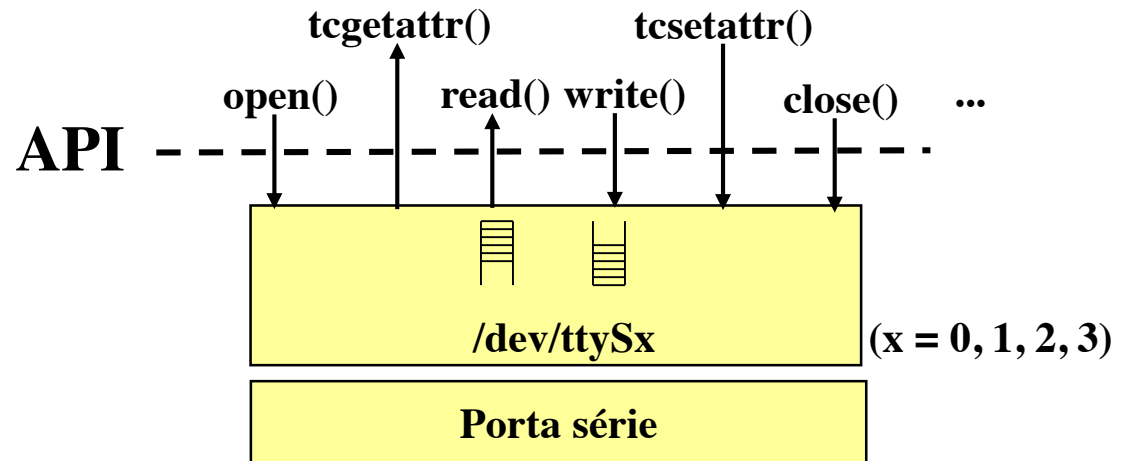 tcgetattr() tcsetattr()
open() read() write() close() ...
API
/dev/ttySx (x = 0, 1, 2, 3)
Porta série